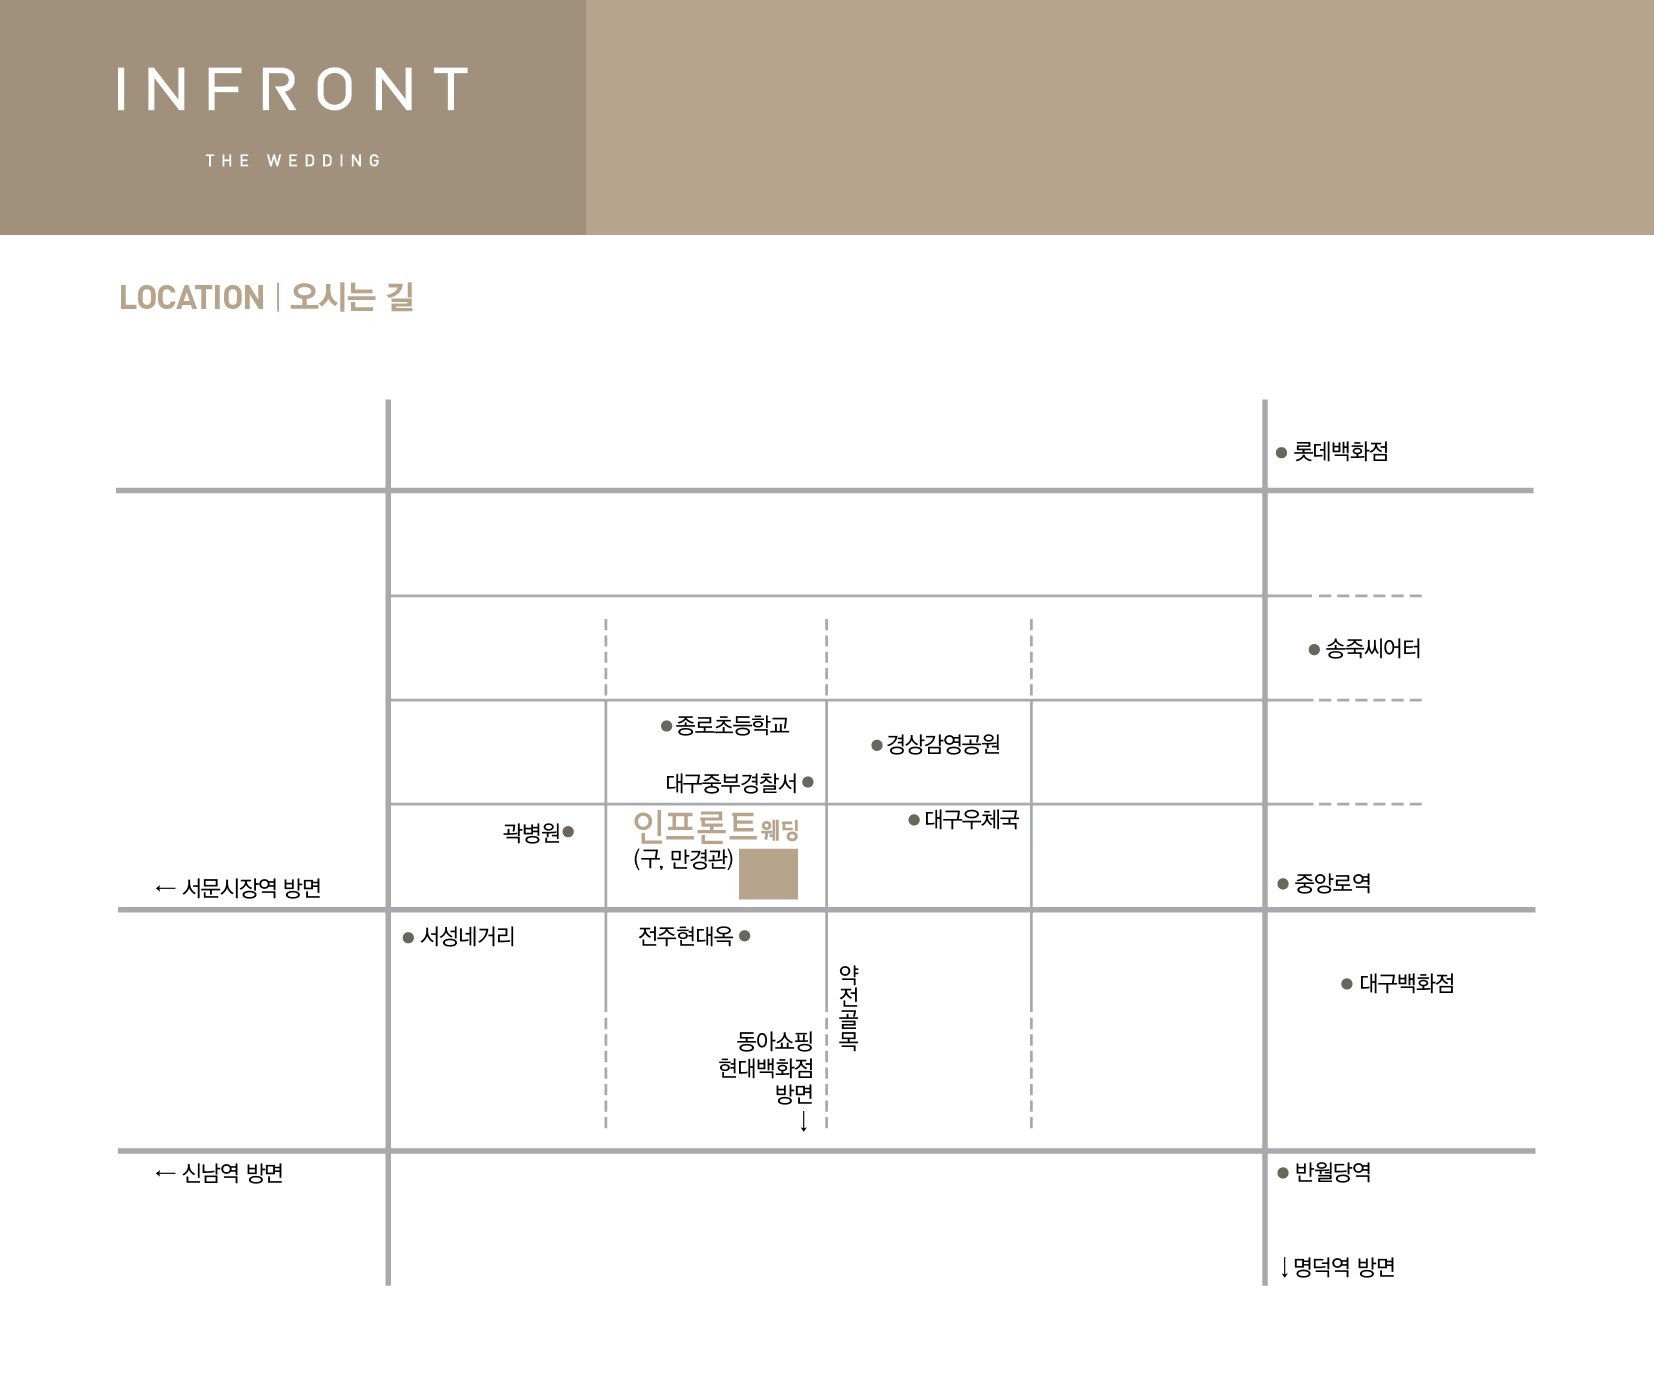 INFRONT
THE WEDDING
LOCATION | 오시는 길
롯데백화점
송죽씨어터
종로초등학교
경상감영공원
대구중부경찰서
인프론트웨딩
대구우체국
곽병원
(구, 만경관)
← 서문시장역 방면
중앙로역
서성네거리
전주현대옥
약전골목
대구백화점
동아쇼핑
현대백화점
방면
↓
← 신남역 방면
반월당역
↓명덕역 방면